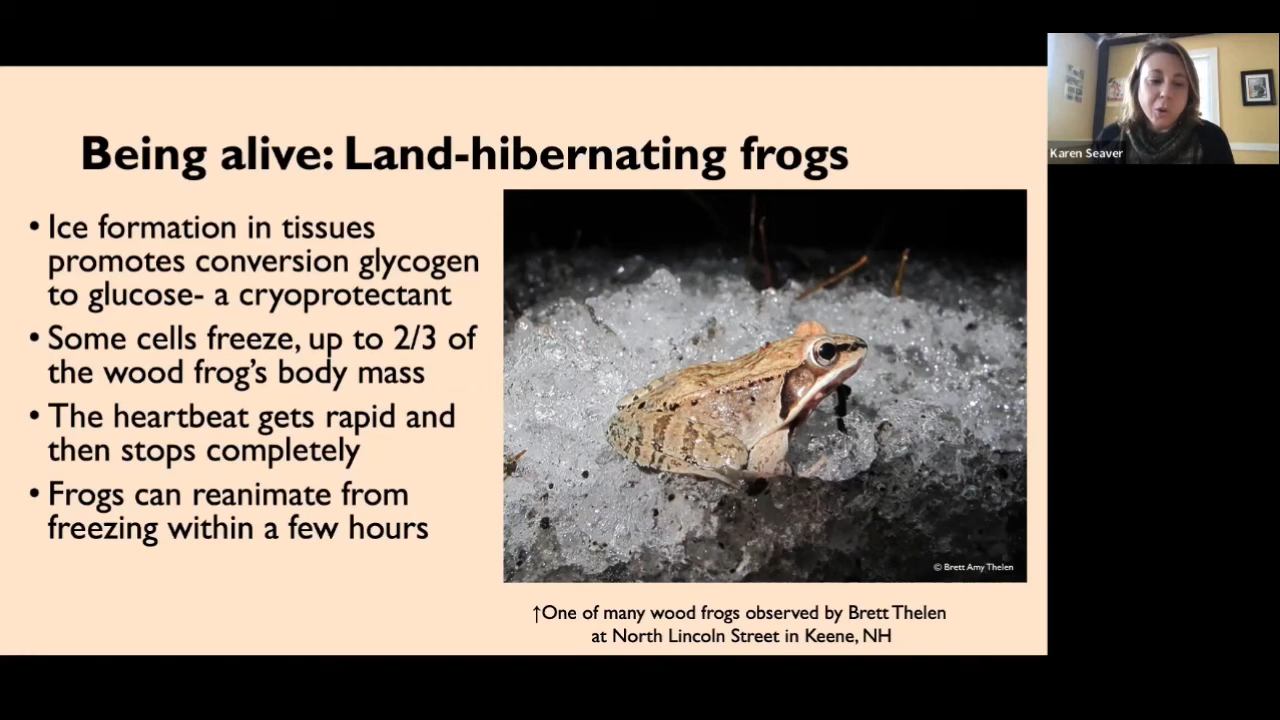 Being alive: Land-hibernating frogs
• Ice formation in tissues
promotes conversion glycogen
to glucose- a cryoprotectant
• Some cells freeze, up to 2/3 of
the wood frog's body mass
• The heartbeat gets rapid and
then stops completely
• Frogs can reanimate from
freezing within a few hours
© Brett Amy Thelen
↑One of many wood frogs observed by Brett Thelen
at North Lincoln Street in Keene, NH
Karen Seaver